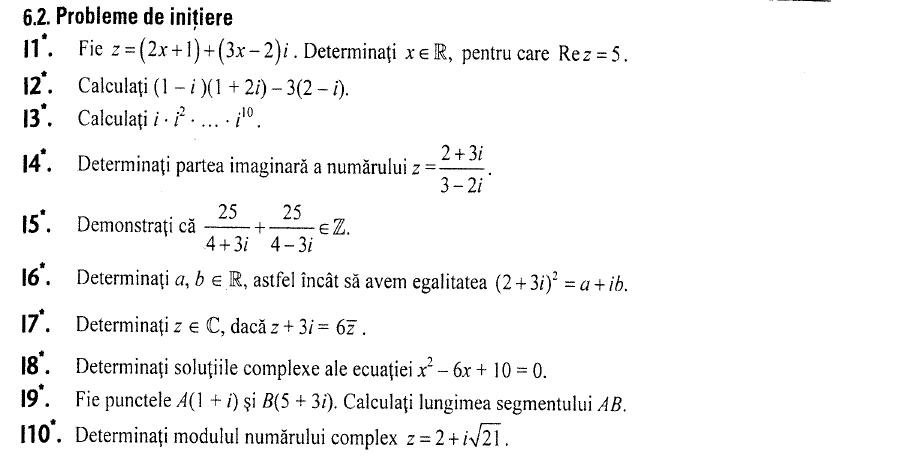 6.2. Probleme de inițiere
I1*. Fie z = (2x+1)+(3x−2)i. Determinați x ∈ ℝ, pentru care Re z = 5.
I2*. Calculați (1 – i )(1 + 2i) – 3(2 – i).
I3*. Calculați i · i² · … · i¹⁰.
I4*. Determinați partea imaginară a numărului z = (2 + 3i)/(3 − 2i).
I5*. Demonstrați că 25/(4 + 3i) + 25/(4 − 3i) ∈ ℤ.
I6*. Determinați a, b ∈ ℝ, astfel încât să avem egalitatea (2 + 3i)² = a + ib.
I7*. Determinați z ∈ ℂ, dacă z + 3i = 6z̄ .
I8*. Determinați soluțiile complexe ale ecuației x² – 6x + 10 = 0.
I9*. Fie punctele A(1 + i) și B(5 + 3i). Calculați lungimea segmentului AB.
I10*. Determinați modulul numărului complex z = 2 + i√21 .